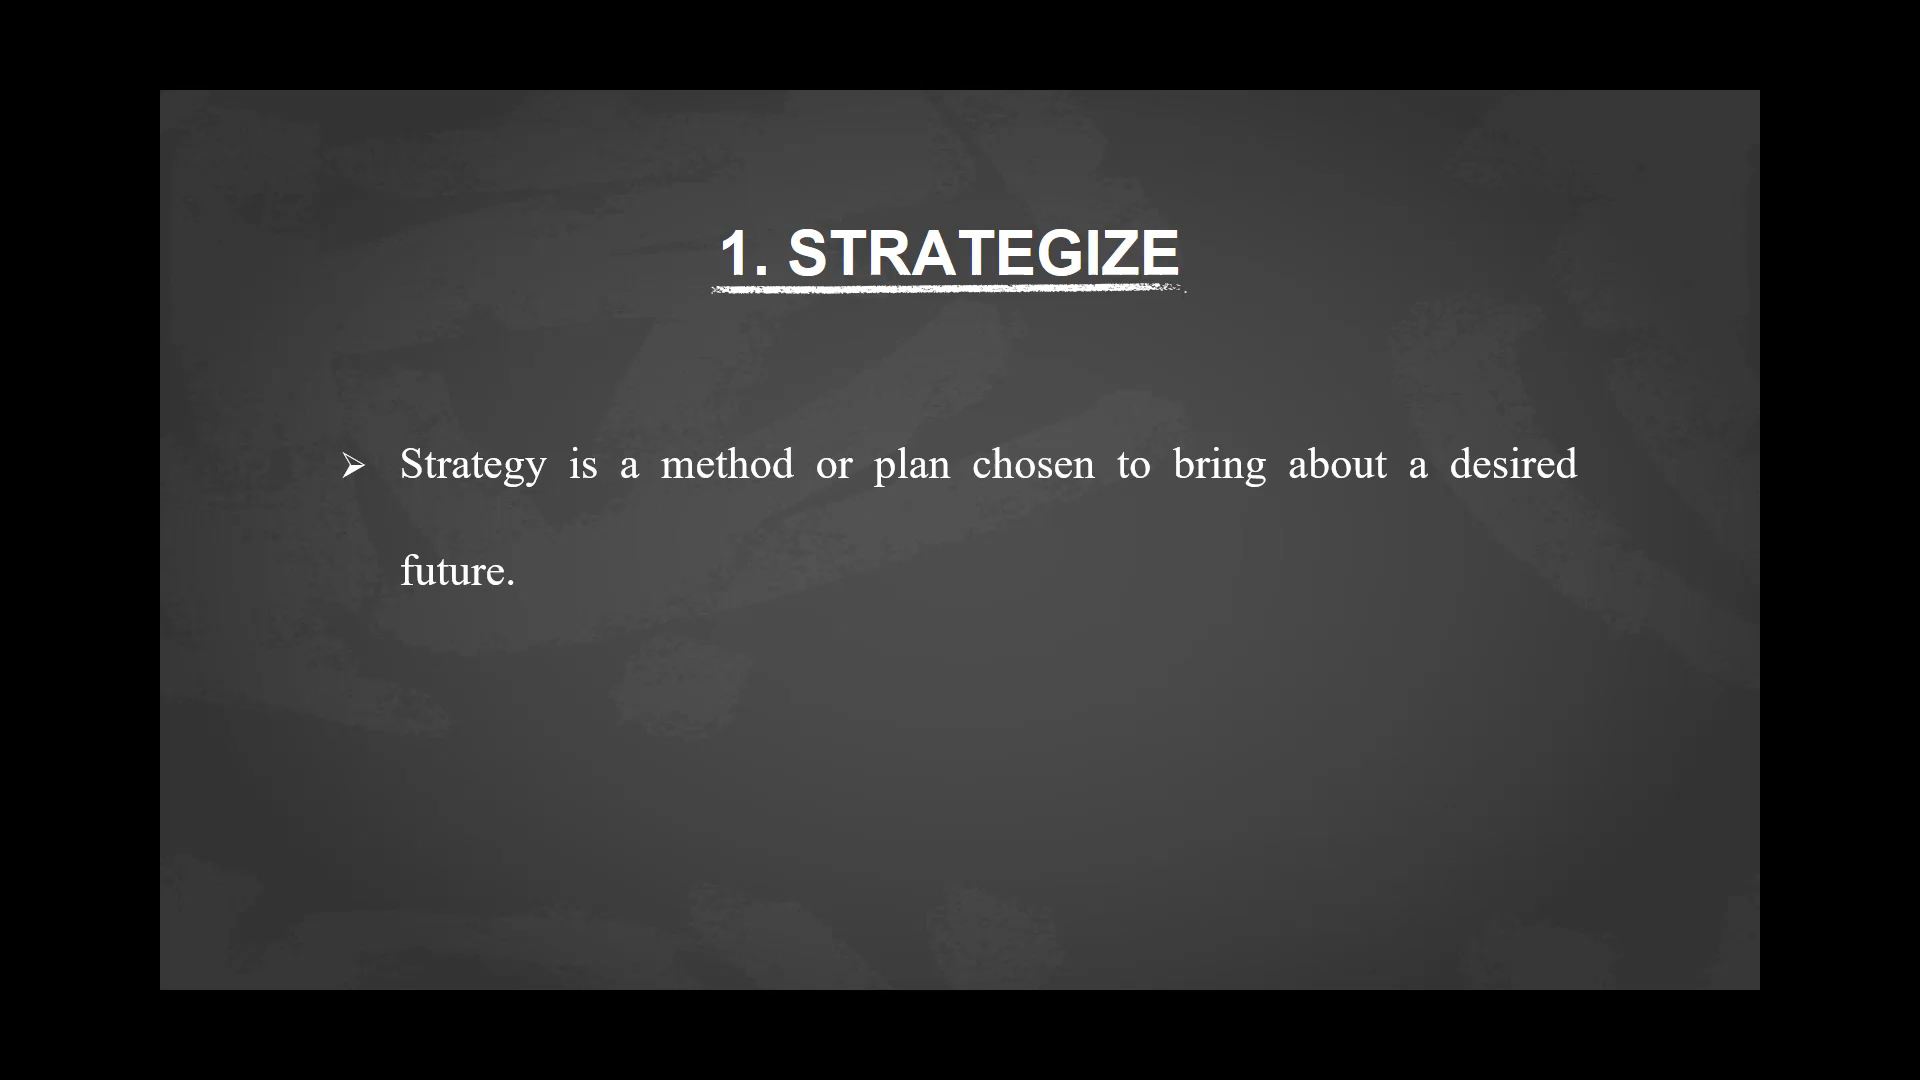 1. STRATEGIZE
➢ Strategy is a method or plan chosen to bring about a desired
future.